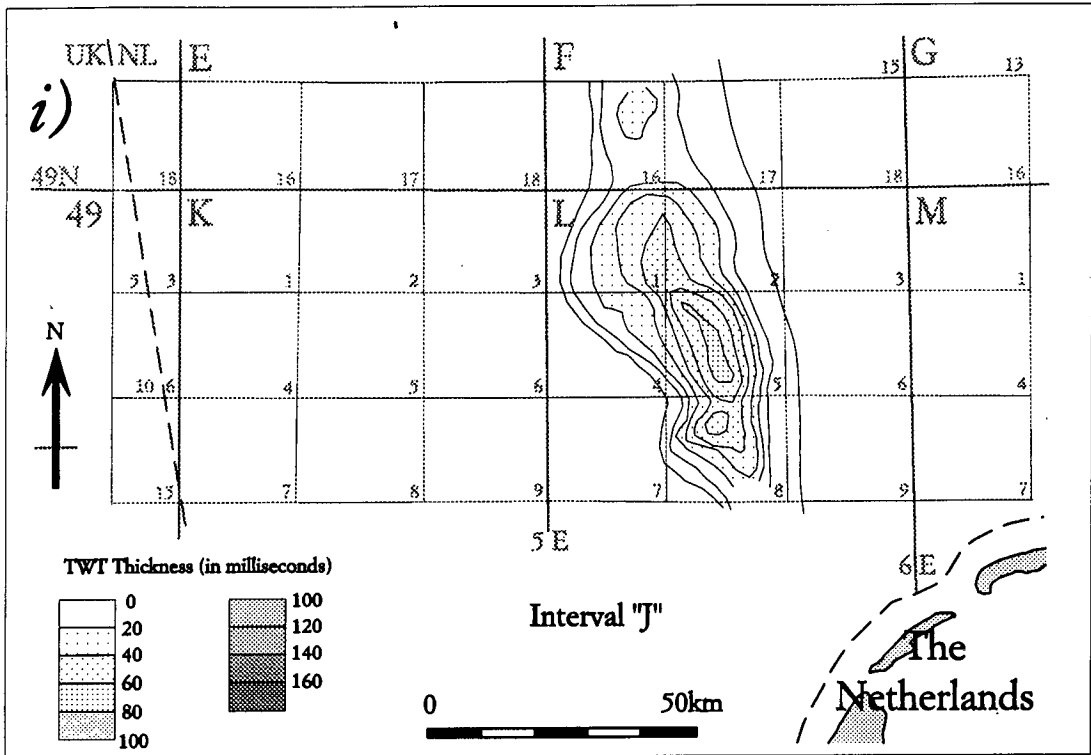 i)
UK\NL E F G
15 13
49N 18 16 17 18 16 17 18 16
49 K L M
5 3 1 2 3 1 2 3 1
N
10 6 4 5 6 4 5 6 4
15 7 8 9 7 8 9 7
5 E
6 E
TWT Thickness (in milliseconds)
0
20
40
60
80
100
100
120
140
160
Interval "J"
0 50km
The
Netherlands